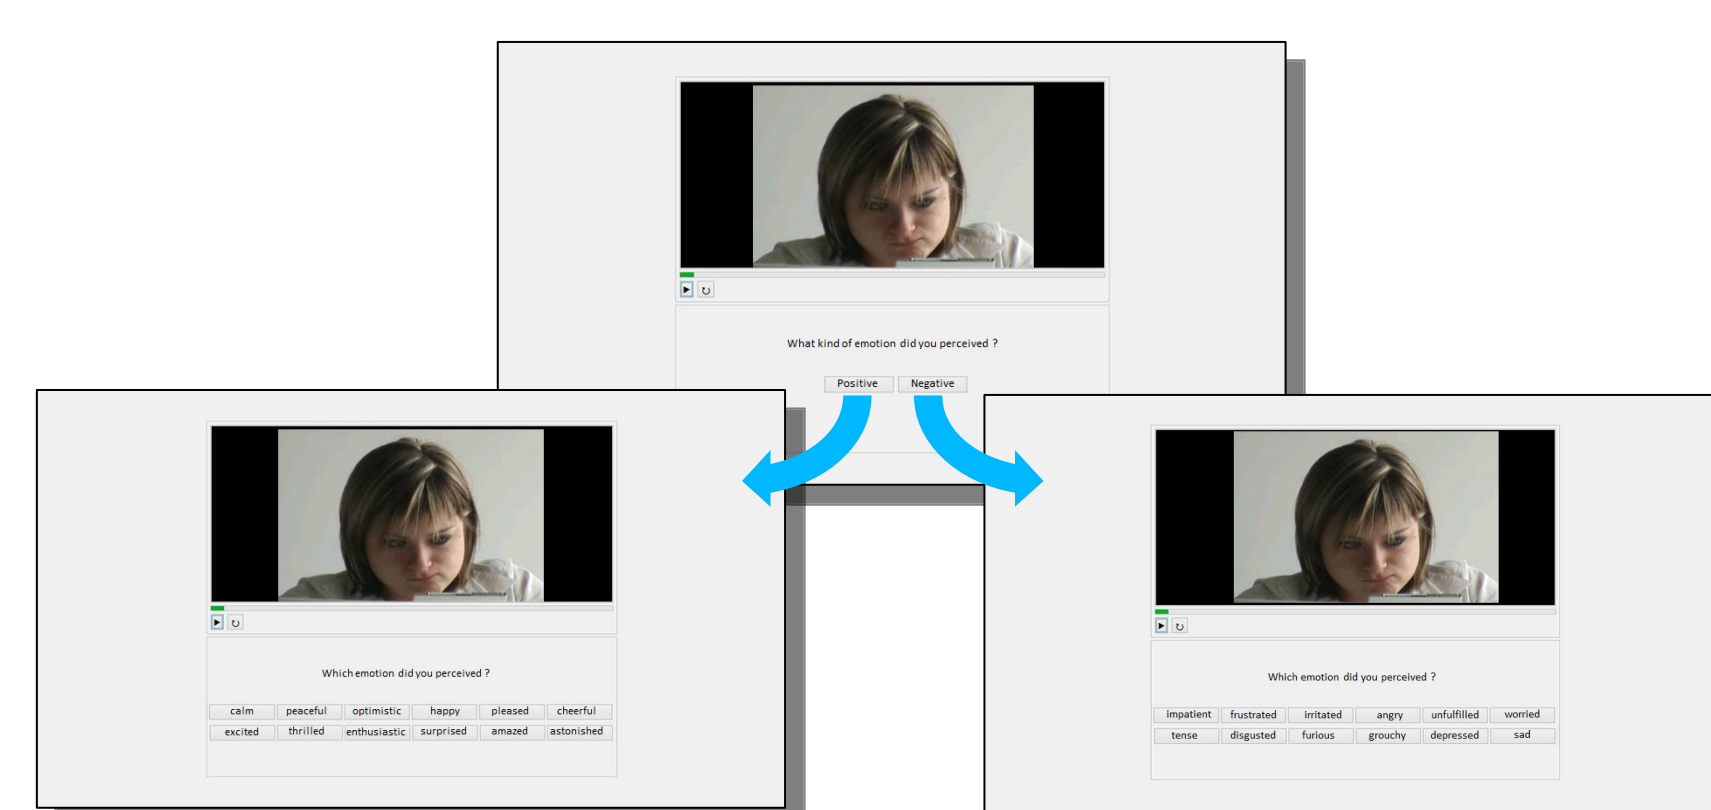 What kind of emotion did you perceived ?
Positive Negative
Which emotion did you perceived ?
calm peaceful optimistic happy pleased cheerful
excited thrilled enthusiastic surprised amazed astonished
Which emotion did you perceived ?
impatient frustrated irritated angry unfulfilled worried
tense disgusted furious grouchy depressed sad